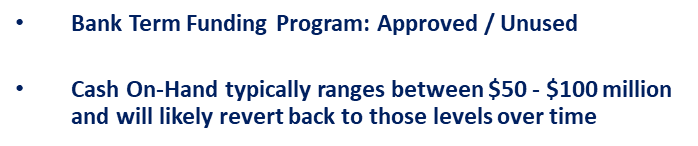 • Bank Term Funding Program: Approved / Unused
• Cash On-Hand typically ranges between $50 - $100 million
and will likely revert back to those levels over time